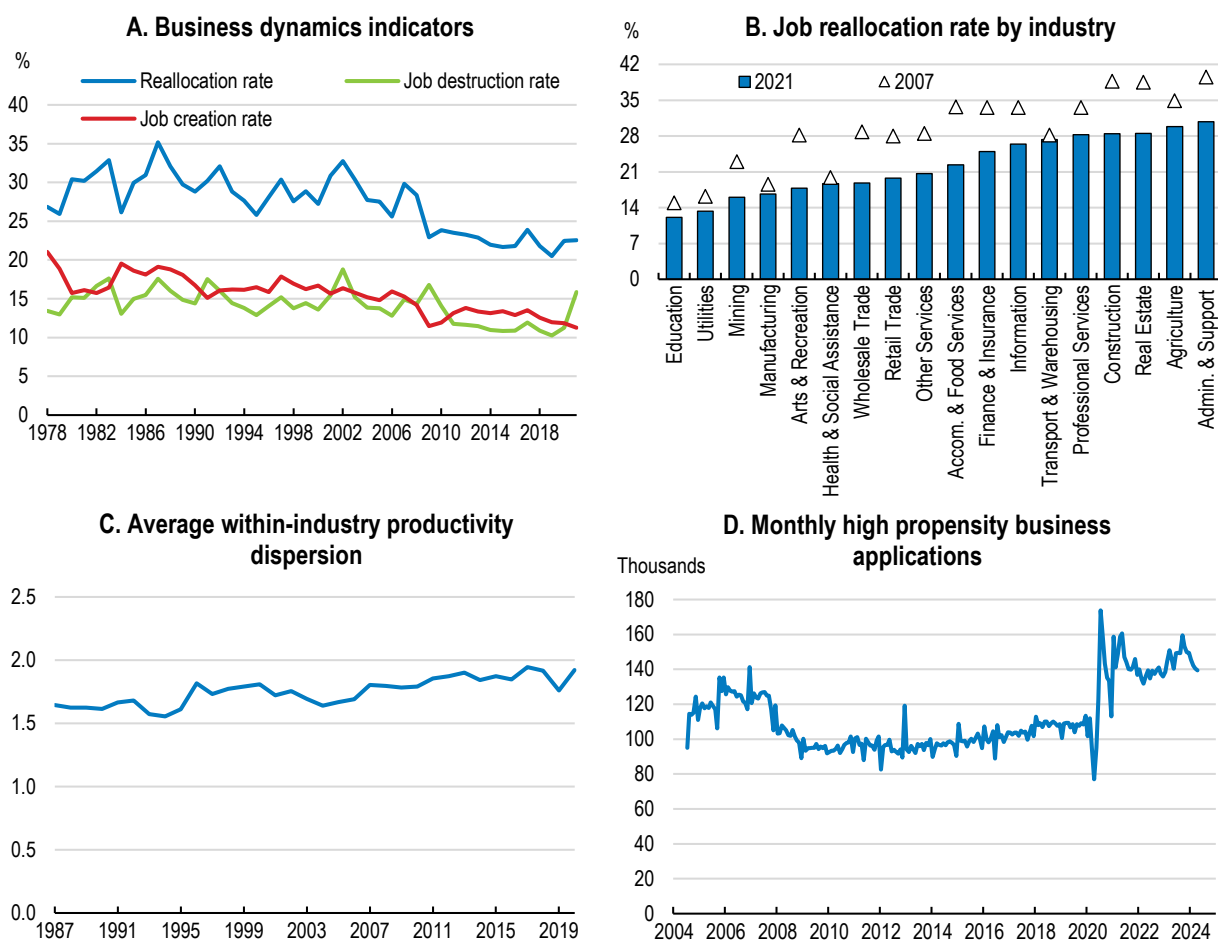 A. Business dynamics indicators
%
Reallocation rate
Job destruction rate
Job creation rate
40
35
30
25
20
15
10
5
0
1978 1982 1986 1990 1994 1998 2002 2006 2010 2014 2018
B. Job reallocation rate by industry
%
2021
2007
42
35
28
21
14
7
0
Education
Utilities
Mining
Manufacturing
Arts & Recreation
Health & Social Assistance
Wholesale Trade
Retail Trade
Other Services
Accom. & Food Services
Finance & Insurance
Information
Transport & Warehousing
Professional Services
Construction
Real Estate
Agriculture
Admin. & Support
C. Average within-industry productivity
dispersion
2.5
2.0
1.5
1.0
0.5
0.0
1987 1991 1995 1999 2003 2007 2011 2015 2019
D. Monthly high propensity business
applications
Thousands
180
160
140
120
100
80
60
40
20
0
2004 2006 2008 2010 2012 2014 2016 2018 2020 2022 2024